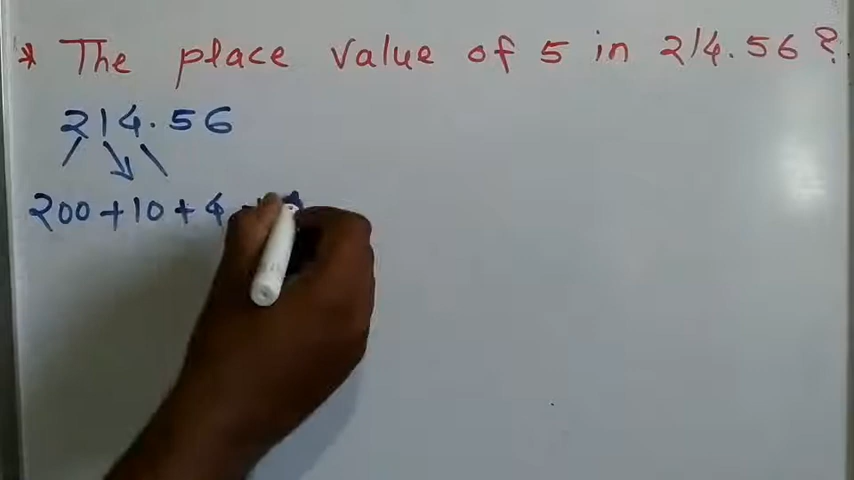 * The place value of 5 in 214.56?
214.56
200 + 10 + 4 +